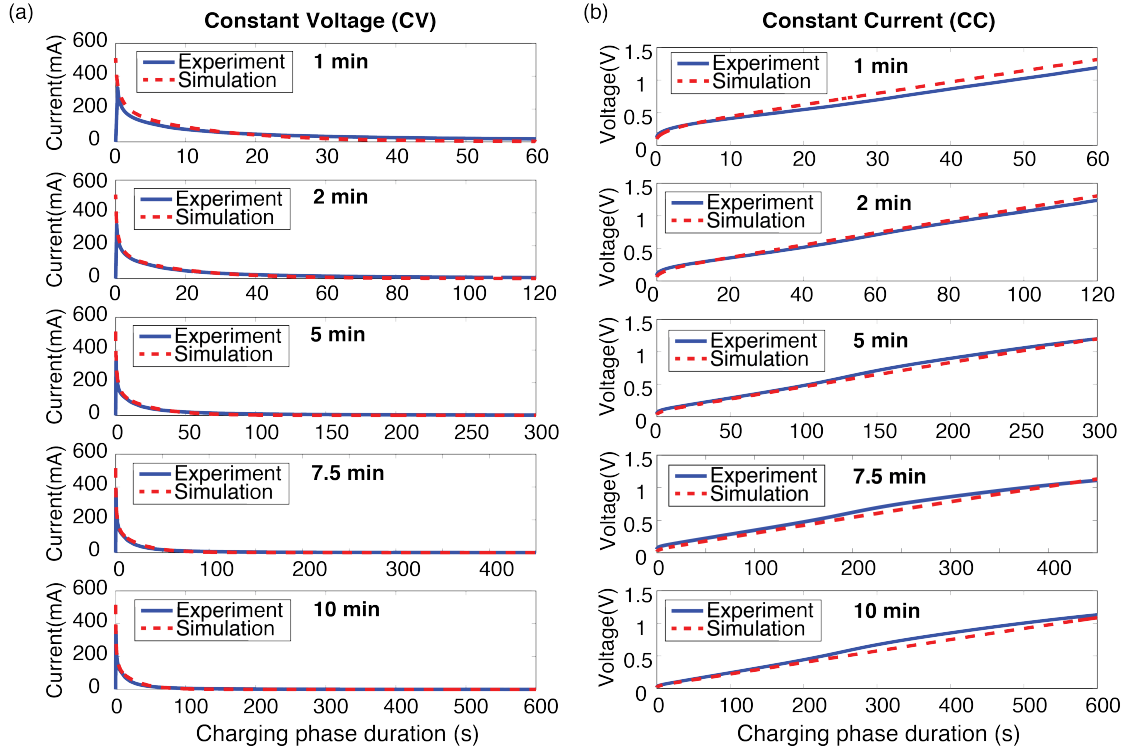 (a)
Constant Voltage (CV)
Current(mA)
600
400
200
0
Experiment
Simulation
1 min
0 10 20 30 40 50 60
Current(mA)
600
400
200
0
Experiment
Simulation
2 min
0 20 40 60 80 100 120
Current(mA)
600
400
200
0
Experiment
Simulation
5 min
0 50 100 150 200 250 300
Current(mA)
600
400
200
0
Experiment
Simulation
7.5 min
0 100 200 300 400
Current(mA)
600
400
200
0
Experiment
Simulation
10 min
0 100 200 300 400 500 600
Charging phase duration (s)
(b)
Constant Current (CC)
Voltage(V)
1.5
1
0.5
0
Experiment
Simulation
1 min
0 10 20 30 40 50 60
Voltage(V)
1.5
1
0.5
0
Experiment
Simulation
2 min
0 20 40 60 80 100 120
Voltage(V)
1.5
1
0.5
0
Experiment
Simulation
5 min
0 50 100 150 200 250 300
Voltage(V)
1.5
1
0.5
0
Experiment
Simulation
7.5 min
0 100 200 300 400
Voltage(V)
1.5
1
0.5
0
Experiment
Simulation
10 min
0 100 200 300 400 500 600
Charging phase duration (s)